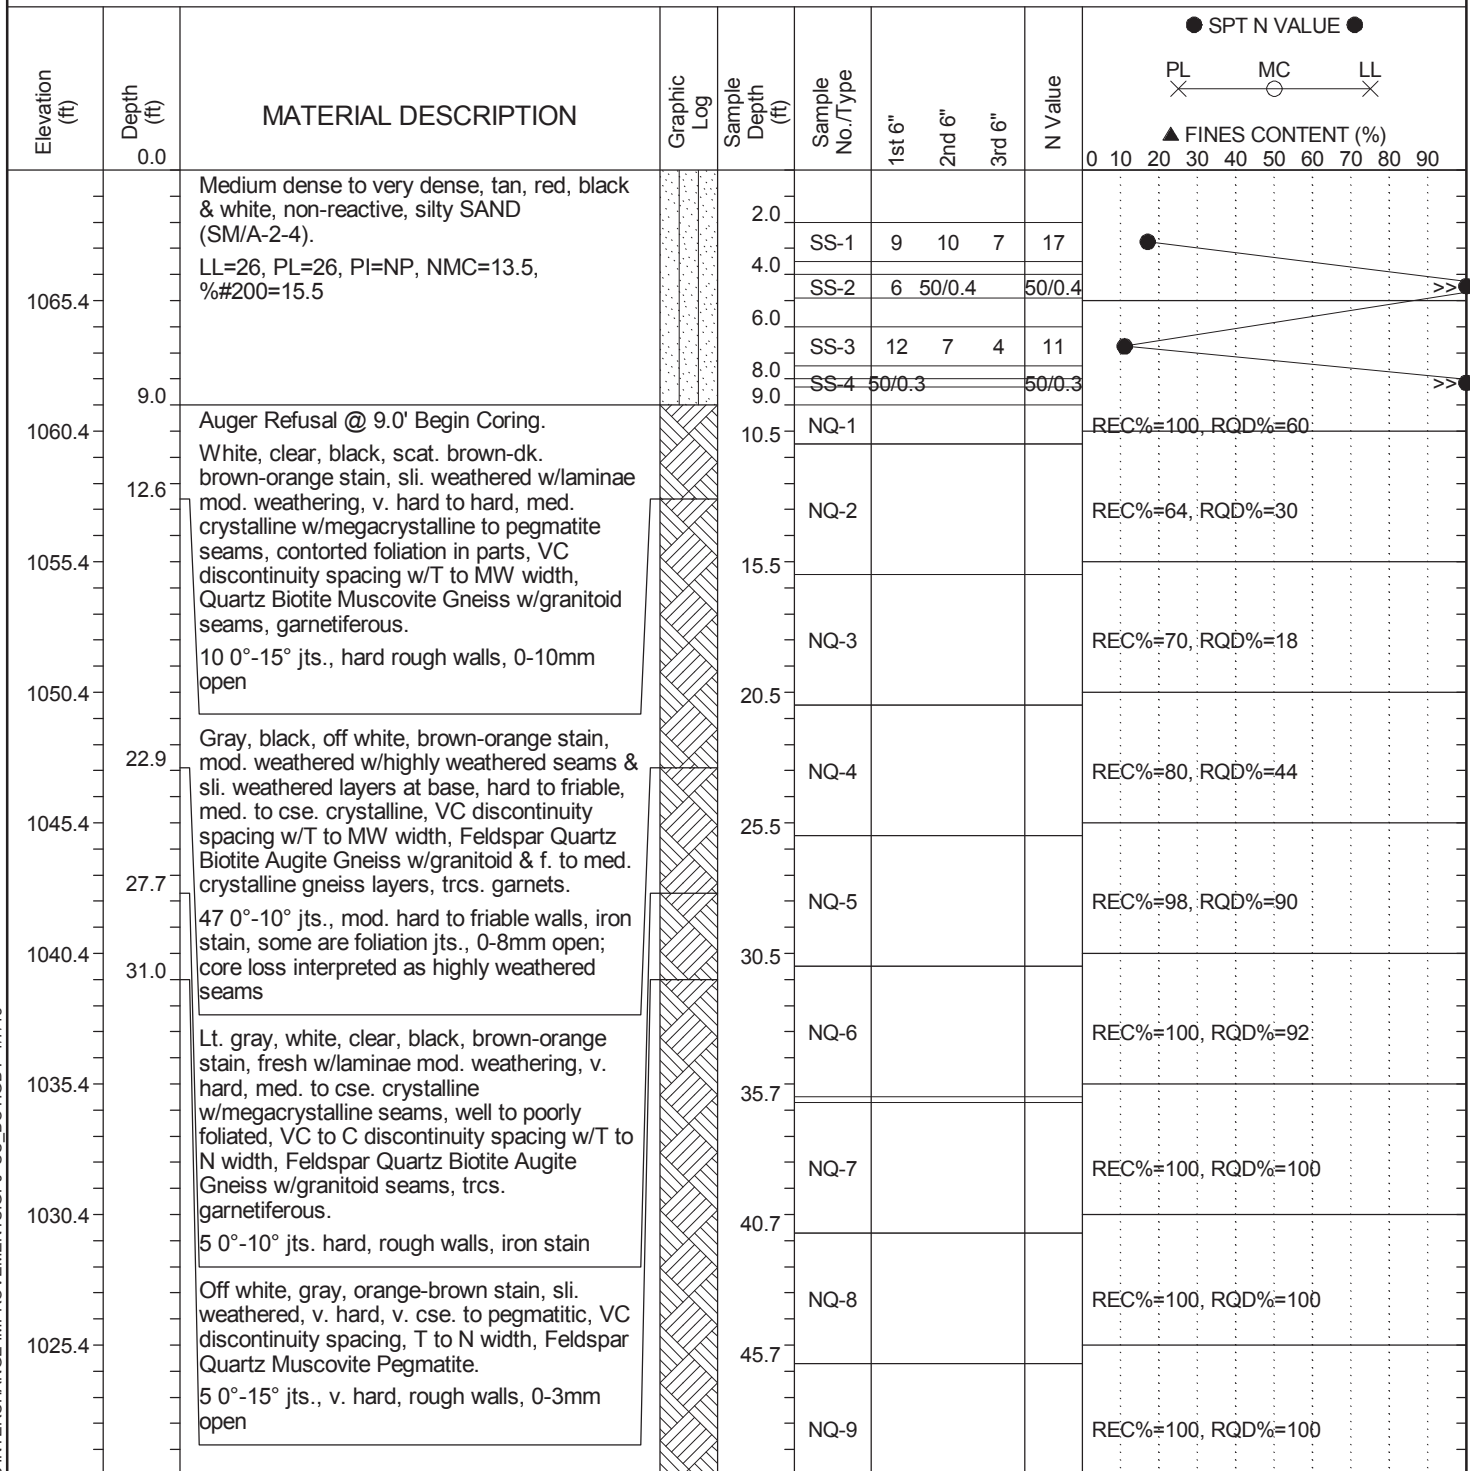 ● SPT N VALUE ●
PL MC LL
▲ FINES CONTENT (%)
0 10 20 30 40 50 60 70 80 90
Elevation (ft)
Depth (ft)
0.0
MATERIAL DESCRIPTION
Graphic Log
Sample Depth (ft)
Sample No./Type
1st 6"
2nd 6"
3rd 6"
N Value
Medium dense to very dense, tan, red, black
& white, non-reactive, silty SAND
(SM/A-2-4).
LL=26, PL=26, PI=NP, NMC=13.5,
%#200=15.5
2.0
SS-1 9 10 7 17
4.0
1065.4
SS-2 6 50/0.4 50/0.4 >>
6.0
SS-3 12 7 4 11
8.0
SS-4 50/0.3 50/0.3 >>
9.0
9.0
Auger Refusal @ 9.0' Begin Coring.
1060.4
NQ-1 REC%=100, RQD%=60
10.5
White, clear, black, scat. brown-dk.
brown-orange stain, sli. weathered w/laminae
mod. weathering, v. hard to hard, med.
crystalline w/megacrystalline to pegmatite
seams, contorted foliation in parts, VC
discontinuity spacing w/T to MW width,
Quartz Biotite Muscovite Gneiss w/granitoid
seams, garnetiferous.
10 0°-15° jts., hard rough walls, 0-10mm
open
12.6
NQ-2 REC%=64, RQD%=30
1055.4
15.5
NQ-3 REC%=70, RQD%=18
1050.4
20.5
Gray, black, off white, brown-orange stain,
mod. weathered w/highly weathered seams &
sli. weathered layers at base, hard to friable,
med. to cse. crystalline, VC discontinuity
spacing w/T to MW width, Feldspar Quartz
Biotite Augite Gneiss w/granitoid & f. to med.
crystalline gneiss layers, trcs. garnets.
47 0°-10° jts., mod. hard to friable walls, iron
stain, some are foliation jts., 0-8mm open;
core loss interpreted as highly weathered
seams
22.9
NQ-4 REC%=80, RQD%=44
1045.4
25.5
27.7
NQ-5 REC%=98, RQD%=90
1040.4
30.5
31.0
Lt. gray, white, clear, black, brown-orange
stain, fresh w/laminae mod. weathering, v.
hard, med. to cse. crystalline
w/megacrystalline seams, well to poorly
foliated, VC to C discontinuity spacing w/T to
N width, Feldspar Quartz Biotite Augite
Gneiss w/granitoid seams, trcs.
garnetiferous.
5 0°-10° jts. hard, rough walls, iron stain
NQ-6 REC%=100, RQD%=92
1035.4
35.7
NQ-7 REC%=100, RQD%=100
1030.4
40.7
Off white, gray, orange-brown stain, sli.
weathered, v. hard, v. cse. to pegmatitic, VC
discontinuity spacing, T to N width, Feldspar
Quartz Muscovite Pegmatite.
5 0°-15° jts., v. hard, rough walls, 0-3mm
open
NQ-8 REC%=100, RQD%=100
1025.4
45.7
NQ-9 REC%=100, RQD%=100